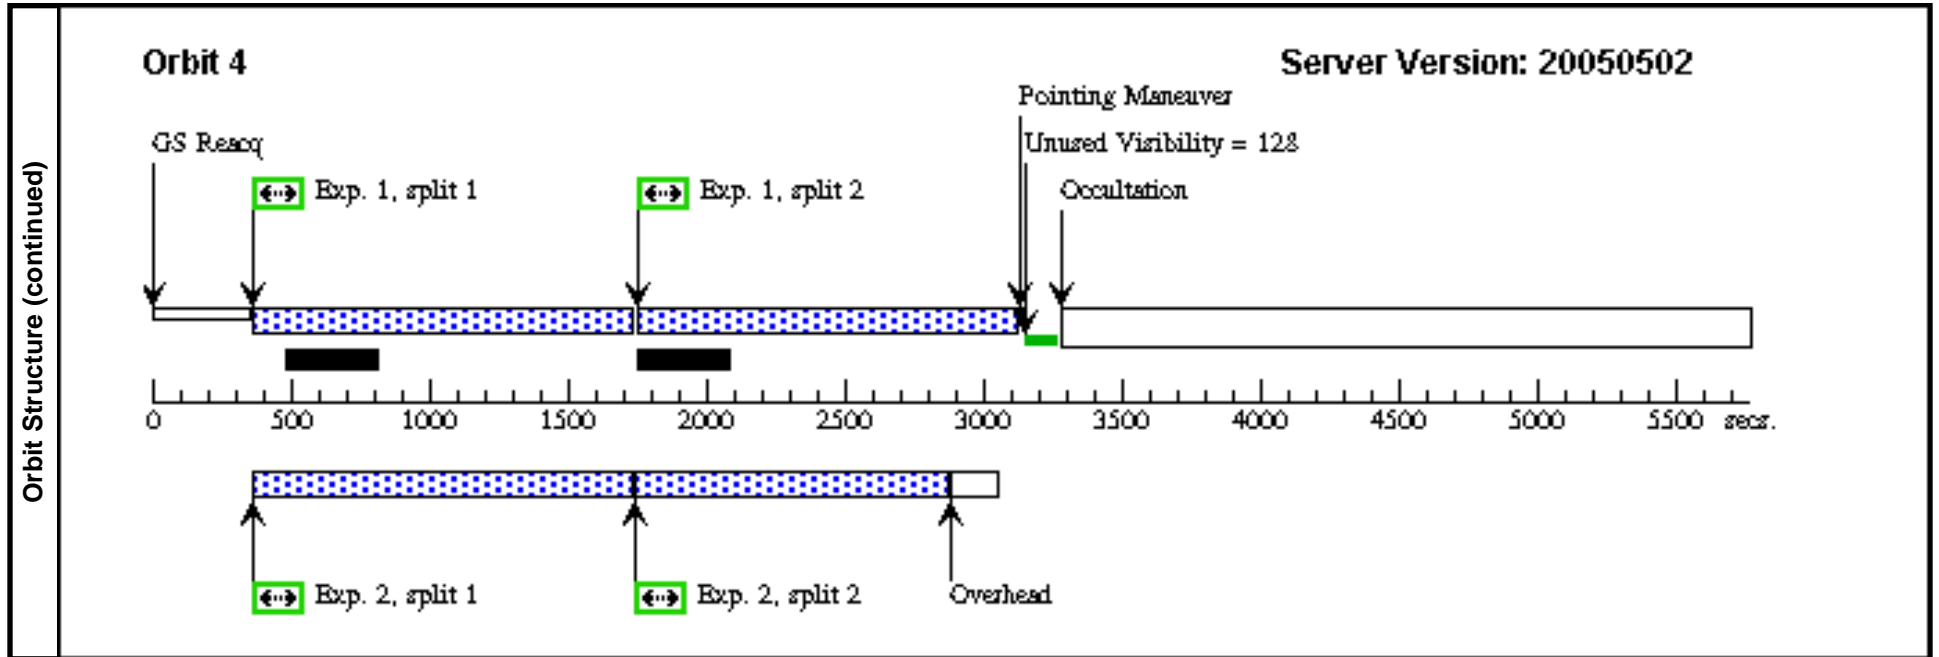 Orbit Structure (continued)
Orbit 4
Server Version: 20050502
Pointing Maneuver
GS Reacq
Unused Visibility = 128
Exp. 1, split 1
Exp. 1, split 2
Occultation
0 500 1000 1500 2000 2500 3000 3500 4000 4500 5000 5500 secs.
Exp. 2, split 1
Exp. 2, split 2
Overhead